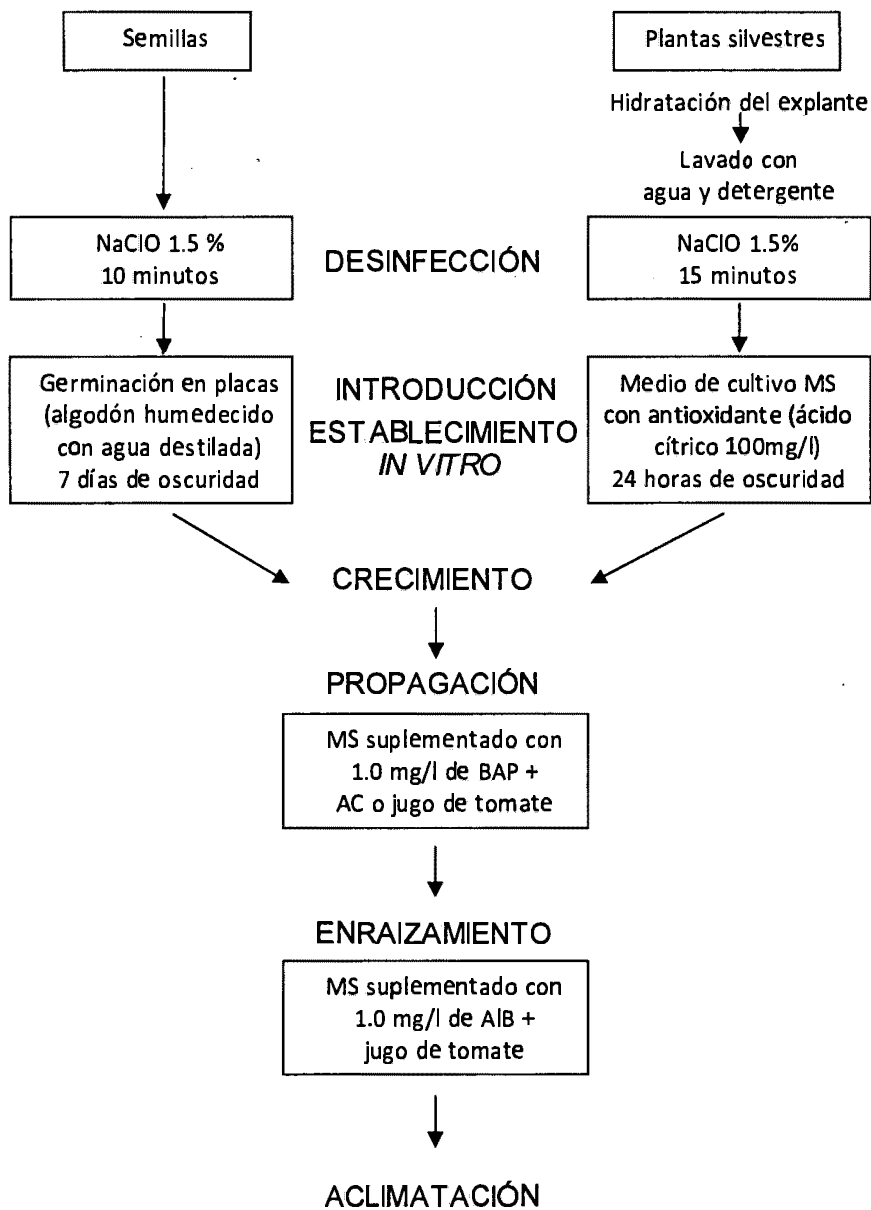 Semillas
Plantas silvestres
Hidratación del explante
Lavado con
agua y detergente
NaClO 1.5 %
10 minutos
DESINFECCIÓN
NaClO 1.5%
15 minutos
Germinación en placas
(algodón humedecido
con agua destilada)
7 días de oscuridad
INTRODUCCIÓN
ESTABLECIMIENTO
IN VITRO
Medio de cultivo MS
con antioxidante (ácido
cítrico 100mg/l)
24 horas de oscuridad
CRECIMIENTO
PROPAGACIÓN
MS suplementado con
1.0 mg/l de BAP +
AC o jugo de tomate
ENRAIZAMIENTO
MS suplementado con
1.0 mg/l de AIB +
jugo de tomate
ACLIMATACIÓN